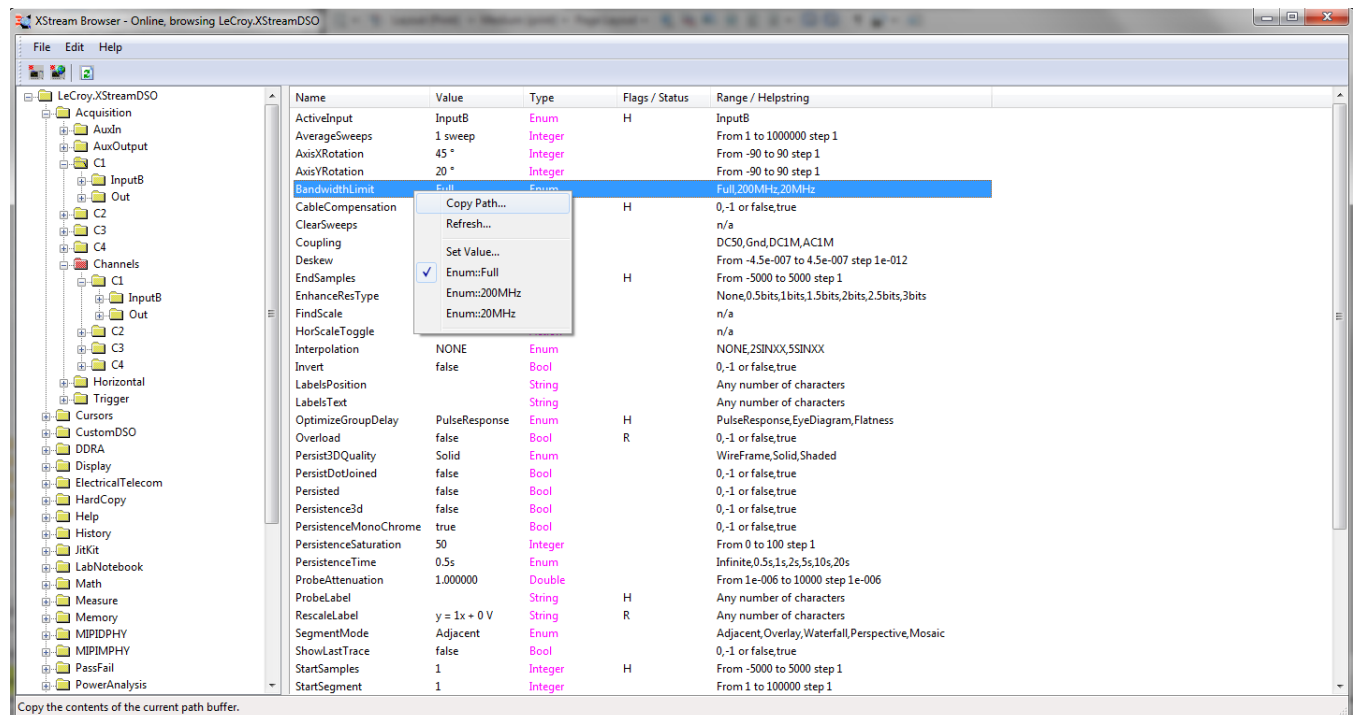 XStream Browser - Online, browsing LeCroy.XStreamDSO
File Edit Help
LeCroy.XStreamDSO
Acquisition
AuxIn
AuxOutput
C1
InputB
Out
C2
C3
C4
Channels
C1
InputB
Out
C2
C3
C4
Horizontal
Trigger
Cursors
CustomDSO
DDRA
Display
ElectricalTelecom
HardCopy
Help
History
JitKit
LabNotebook
Math
Measure
Memory
MIPIDPHY
MIPIMPHY
PassFail
PowerAnalysis
Name Value Type Flags / Status Range / Helpstring
ActiveInput InputB Enum H InputB
AverageSweeps 1 sweep Integer From 1 to 1000000 step 1
AxisXRotation 45 ° Integer From -90 to 90 step 1
AxisYRotation 20 ° Integer From -90 to 90 step 1
BandwidthLimit Full Enum Full,200MHz,20MHz
CableCompensation H 0,-1 or false,true
ClearSweeps n/a
Coupling DC50,Gnd,DC1M,AC1M
Deskew From -4.5e-007 to 4.5e-007 step 1e-012
EndSamples H From -5000 to 5000 step 1
EnhanceResType None,0.5bits,1bits,1.5bits,2bits,2.5bits,3bits
FindScale n/a
HorScaleToggle n/a
Interpolation NONE Enum NONE,2SINXX,5SINXX
Invert false Bool 0,-1 or false,true
LabelsPosition String Any number of characters
LabelsText String Any number of characters
OptimizeGroupDelay PulseResponse Enum H PulseResponse,EyeDiagram,Flatness
Overload false Bool R 0,-1 or false,true
Persist3DQuality Solid Enum WireFrame,Solid,Shaded
PersistDotJoined false Bool 0,-1 or false,true
Persisted false Bool 0,-1 or false,true
Persistence3d false Bool 0,-1 or false,true
PersistenceMonoChrome true Bool 0,-1 or false,true
PersistenceSaturation 50 Integer From 0 to 100 step 1
PersistenceTime 0.5s Enum Infinite,0.5s,1s,2s,5s,10s,20s
ProbeAttenuation 1.000000 Double From 1e-006 to 10000 step 1e-006
ProbeLabel String H Any number of characters
RescaleLabel y = 1x + 0 V String R Any number of characters
SegmentMode Adjacent Enum Adjacent,Overlay,Waterfall,Perspective,Mosaic
ShowLastTrace false Bool 0,-1 or false,true
StartSamples 1 Integer H From -5000 to 5000 step 1
StartSegment 1 Integer From 1 to 100000 step 1
Copy Path...
Refresh...
Set Value...
Enum::Full
Enum::200MHz
Enum::20MHz
Copy the contents of the current path buffer.